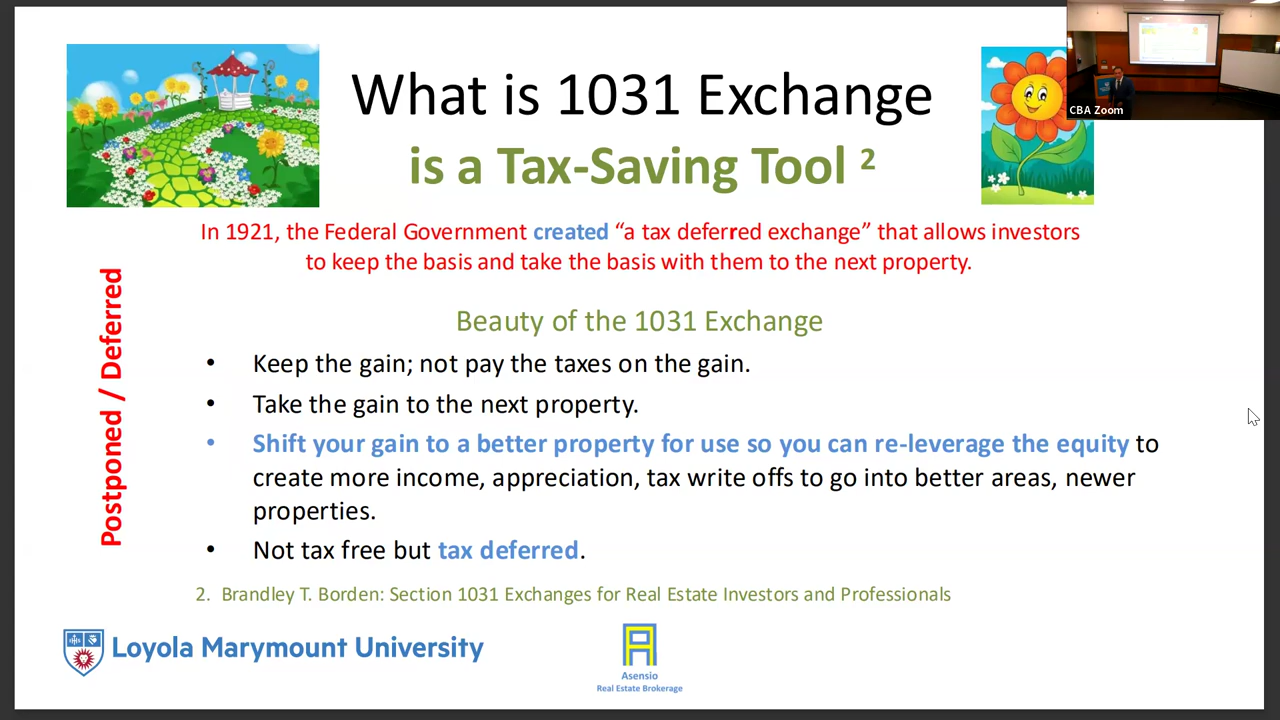 What is 1031 Exchange
is a Tax-Saving Tool 2
CBA Zoom
In 1921, the Federal Government created “a tax deferred exchange” that allows investors
to keep the basis and take the basis with them to the next property.
Postponed / Deferred
Beauty of the 1031 Exchange
• Keep the gain; not pay the taxes on the gain.
• Take the gain to the next property.
• Shift your gain to a better property for use so you can re-leverage the equity to
create more income, appreciation, tax write offs to go into better areas, newer
properties.
• Not tax free but tax deferred.
2. Brandley T. Borden: Section 1031 Exchanges for Real Estate Investors and Professionals
Loyola Marymount University
Asensio
Real Estate Brokerage